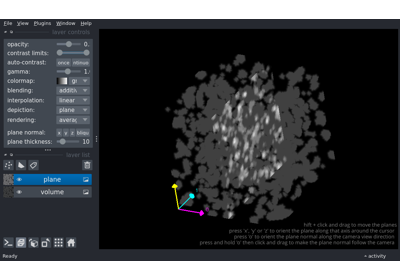 File View Plugins Window Help
layer controls
opacity: 0.
contrast limits:
auto-contrast: once
gamma: 1.
colormap: gr
blending: additiv
interpolation: linear
depiction: plane
rendering: averag
plane normal: x y z
plane thickness: 10
layer list
plane
volume
shift + click and drag to move the plane
press 'x', 'y' or 'z' to orient the plane along that axis around the cursor
press 'o' to orient the plane normal along the camera view direction
press and hold 'o' then click and drag to make the plane normal follow the camera
Ready
activity